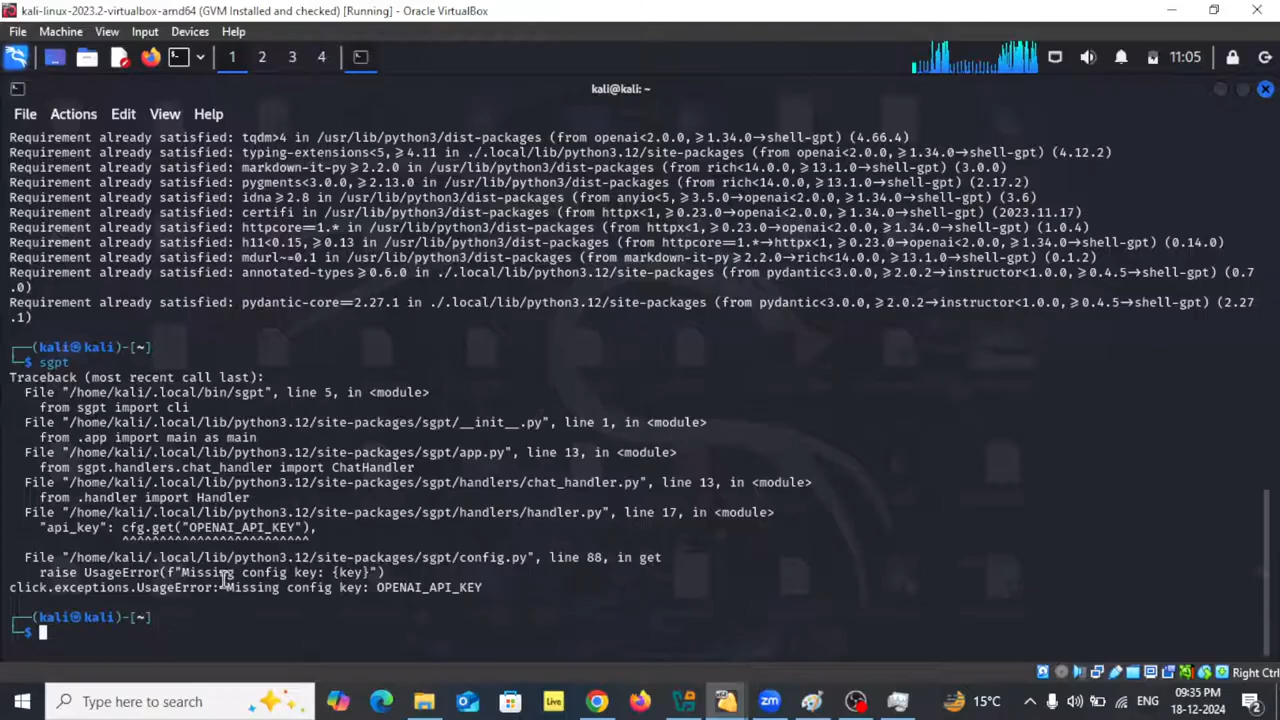 kali-linux-2023.2-virtualbox-amd64 (GVM Installed and checked) [Running] - Oracle VirtualBox
File Machine View Input Devices Help
1 2 3 4 11:05
kali@kali: ~
File Actions Edit View Help
Requirement already satisfied: tqdm>4 in /usr/lib/python3/dist-packages (from openai<2.0.0,≥1.34.0→shell-gpt) (4.66.4)
Requirement already satisfied: typing-extensions<5,≥4.11 in ./.local/lib/python3.12/site-packages (from openai<2.0.0,≥1.34.0→shell-gpt) (4.12.2)
Requirement already satisfied: markdown-it-py≥2.2.0 in /usr/lib/python3/dist-packages (from rich<14.0.0,≥13.1.0→shell-gpt) (3.0.0)
Requirement already satisfied: pygments<3.0.0,≥2.13.0 in /usr/lib/python3/dist-packages (from rich<14.0.0,≥13.1.0→shell-gpt) (2.17.2)
Requirement already satisfied: idna≥2.8 in /usr/lib/python3/dist-packages (from anyio<5,≥3.5.0→openai<2.0.0,≥1.34.0→shell-gpt) (3.6)
Requirement already satisfied: certifi in /usr/lib/python3/dist-packages (from httpx<1,≥0.23.0→openai<2.0.0,≥1.34.0→shell-gpt) (2023.11.17)
Requirement already satisfied: httpcore==1.* in /usr/lib/python3/dist-packages (from httpx<1,≥0.23.0→openai<2.0.0,≥1.34.0→shell-gpt) (1.0.4)
Requirement already satisfied: h11<0.15,≥0.13 in /usr/lib/python3/dist-packages (from httpcore==1.*→httpx<1,≥0.23.0→openai<2.0.0,≥1.34.0→shell-gpt) (0.14.0)
Requirement already satisfied: mdurl~=0.1 in /usr/lib/python3/dist-packages (from markdown-it-py≥2.2.0→rich<14.0.0,≥13.1.0→shell-gpt) (0.1.2)
Requirement already satisfied: annotated-types≥0.6.0 in ./.local/lib/python3.12/site-packages (from pydantic<3.0.0,≥2.0.2→instructor<1.0.0,≥0.4.5→shell-gpt) (0.7
.0)
Requirement already satisfied: pydantic-core==2.27.1 in ./.local/lib/python3.12/site-packages (from pydantic<3.0.0,≥2.0.2→instructor<1.0.0,≥0.4.5→shell-gpt) (2.27
.1)
┌──(kali㉿kali)-[~]
└─$ sgpt
Traceback (most recent call last):
File "/home/kali/.local/bin/sgpt", line 5, in <module>
from sgpt import cli
File "/home/kali/.local/lib/python3.12/site-packages/sgpt/__init__.py", line 1, in <module>
from .app import main as main
File "/home/kali/.local/lib/python3.12/site-packages/sgpt/app.py", line 13, in <module>
from sgpt.handlers.chat_handler import ChatHandler
File "/home/kali/.local/lib/python3.12/site-packages/sgpt/handlers/chat_handler.py", line 13, in <module>
from .handler import Handler
File "/home/kali/.local/lib/python3.12/site-packages/sgpt/handlers/handler.py", line 17, in <module>
"api_key": cfg.get("OPENAI_API_KEY"),
^^^^^^^^^^^^^^^^^^^^^^^^^
File "/home/kali/.local/lib/python3.12/site-packages/sgpt/config.py", line 88, in get
raise UsageError(f"Missing config key: {key}")
click.exceptions.UsageError: Missing config key: OPENAI_API_KEY
┌──(kali㉿kali)-[~]
└─$
Right Ctrl
Type here to search
Live
zm
15°C
ENG
09:35 PM
18-12-2024
2